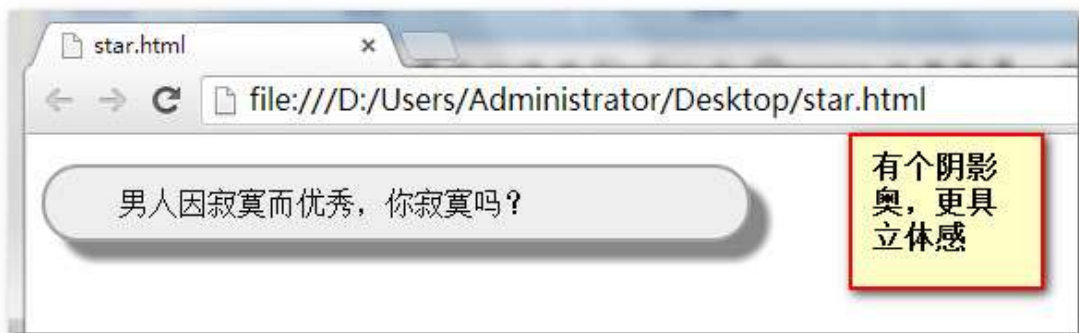 star.html
file:///D:/Users/Administrator/Desktop/star.html
男人因寂寞而优秀，你寂寞吗？
有个阴影
奥，更具
立体感